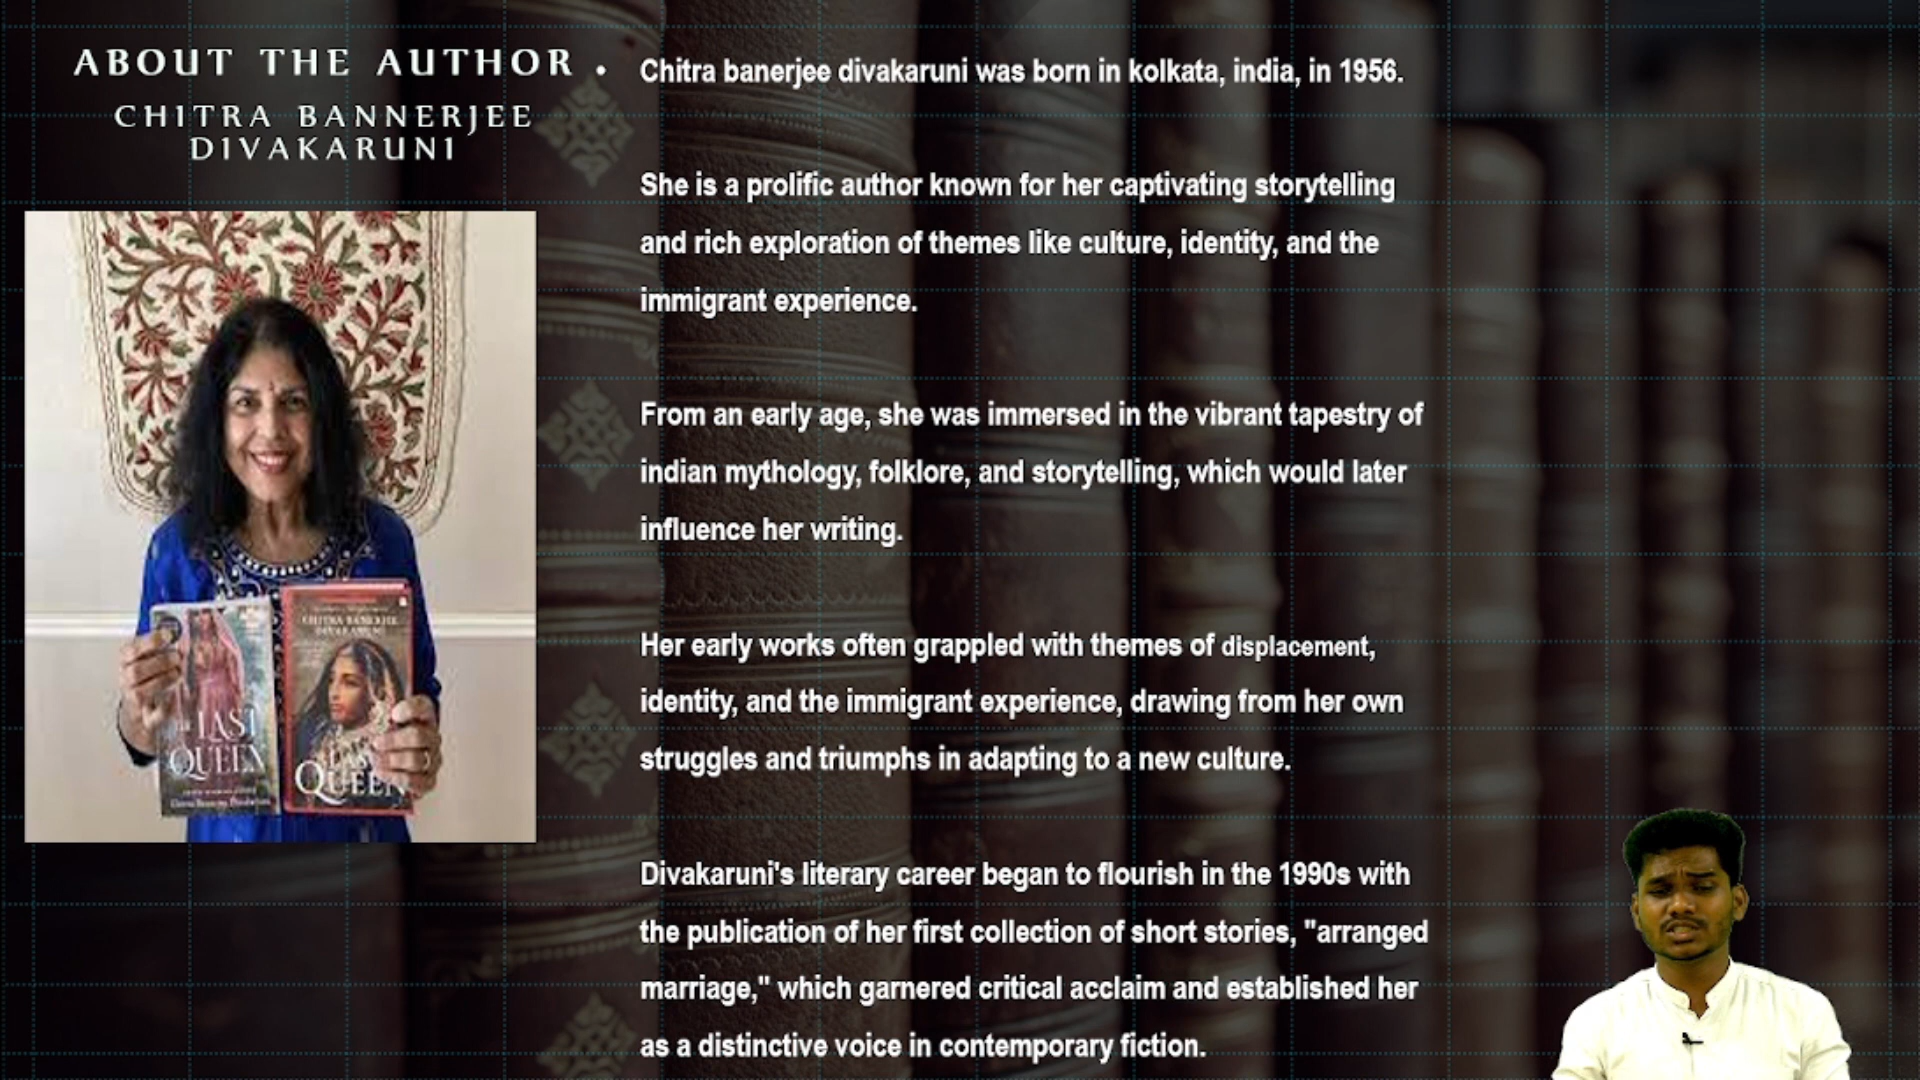 ABOUT THE AUTHOR
CHITRA BANNERJEE
DIVAKARUNI
• Chitra banerjee divakaruni was born in kolkata, india, in 1956.
She is a prolific author known for her captivating storytelling
and rich exploration of themes like culture, identity, and the
immigrant experience.
From an early age, she was immersed in the vibrant tapestry of
indian mythology, folklore, and storytelling, which would later
influence her writing.
Her early works often grappled with themes of displacement,
identity, and the immigrant experience, drawing from her own
struggles and triumphs in adapting to a new culture.
Divakaruni's literary career began to flourish in the 1990s with
the publication of her first collection of short stories, "arranged
marriage," which garnered critical acclaim and established her
as a distinctive voice in contemporary fiction.
LAST
QUEEN
CHITRA BANERJEE
DIVAKARUNI
LAST
QUEEN